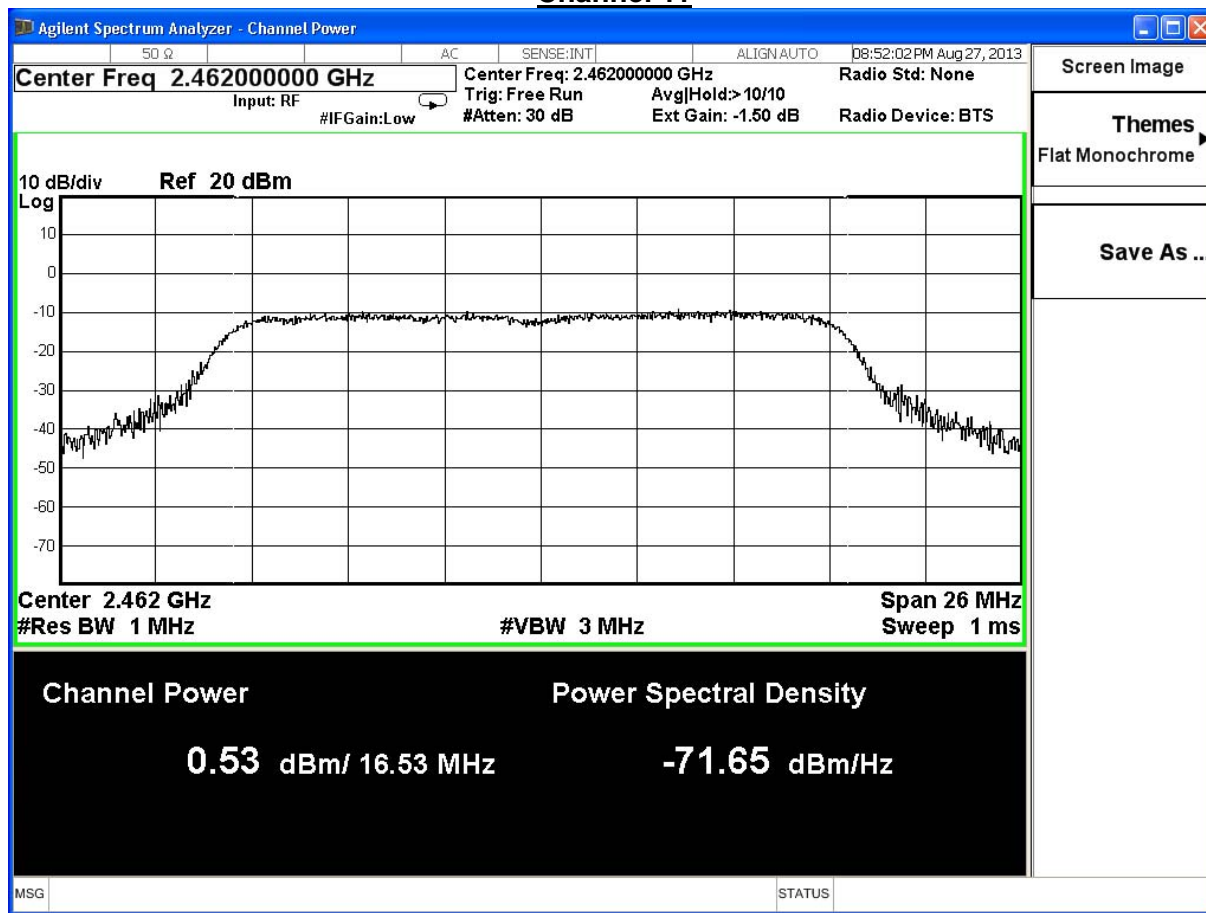 Agilent Spectrum Analyzer - Channel Power
50 Ω AC SENSE:INT ALIGN AUTO 08:52:02 PM Aug 27, 2013
Center Freq 2.462000000 GHz
Input: RF
#IFGain:Low
Center Freq: 2.462000000 GHz
Trig: Free Run Avg|Hold:> 10/10
#Atten: 30 dB Ext Gain: -1.50 dB
Radio Std: None
Radio Device: BTS
10 dB/div Ref 20 dBm
Log
10
0
-10
-20
-30
-40
-50
-60
-70
Center 2.462 GHz Span 26 MHz
#Res BW 1 MHz #VBW 3 MHz Sweep 1 ms
Channel Power Power Spectral Density
0.53 dBm/ 16.53 MHz -71.65 dBm/Hz
MSG STATUS
Screen Image
Themes
Flat Monochrome
Save As ...